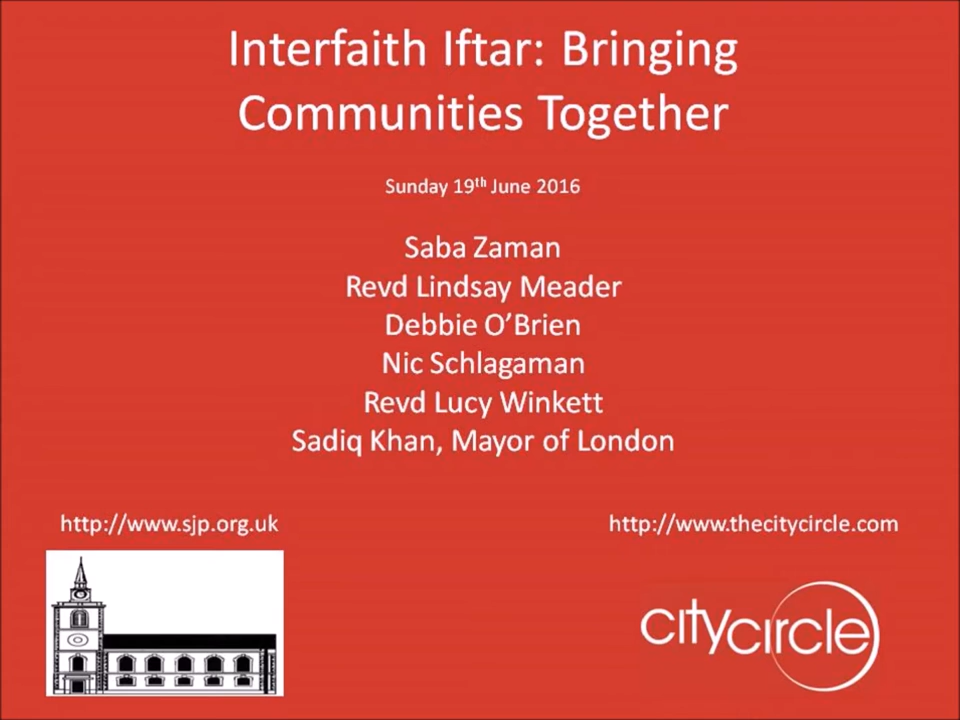 Interfaith Iftar: Bringing
Communities Together
Sunday 19th June 2016
Saba Zaman
Revd Lindsay Meader
Debbie O’Brien
Nic Schlagaman
Revd Lucy Winkett
Sadiq Khan, Mayor of London
http://www.sjp.org.uk
http://www.thecitycircle.com
citycircle